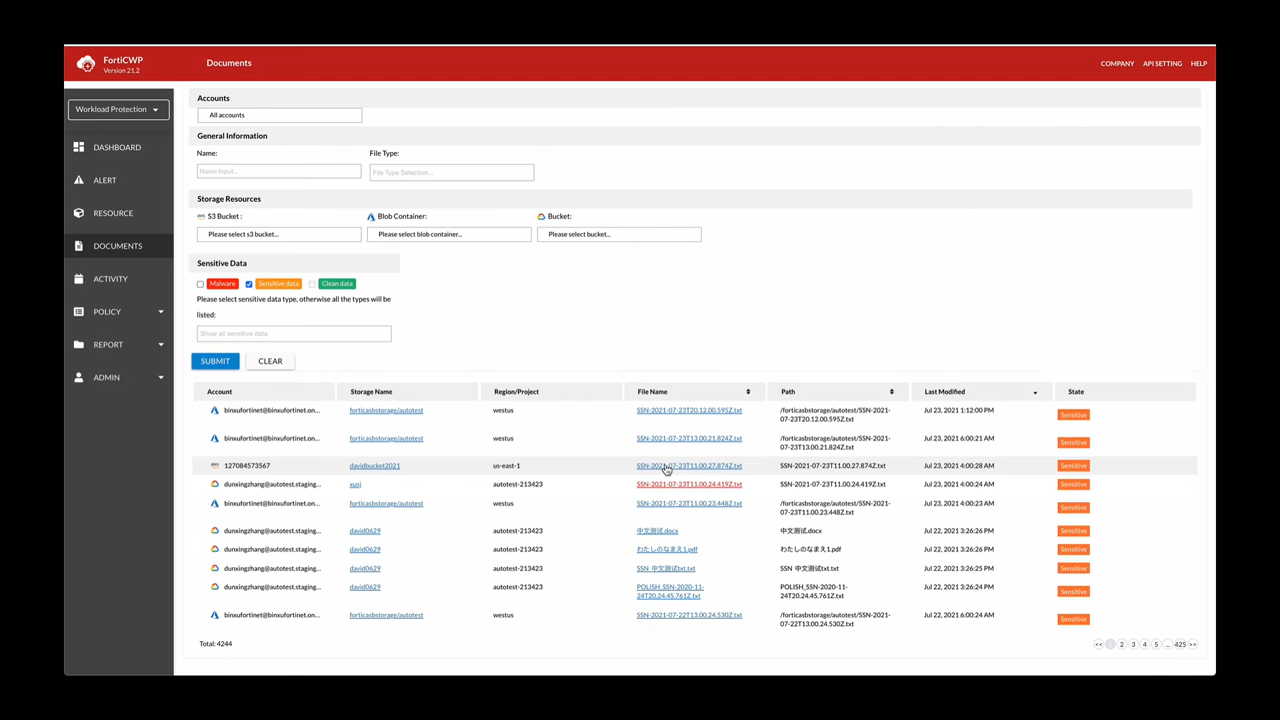 FortiCWP
Version 21.2
Documents
COMPANY API SETTING HELP
Workload Protection
DASHBOARD
ALERT
RESOURCE
DOCUMENTS
ACTIVITY
POLICY
REPORT
ADMIN
Accounts
All accounts
General Information
Name: File Type:
Name Input... File Type Selection...
Storage Resources
S3 Bucket : Blob Container: Bucket:
Please select s3 bucket... Please select blob container... Please select bucket...
Sensitive Data
Malware Sensitive data Clean data
Please select sensitive data type, otherwise all the types will be
listed:
Show all sensitive data
SUBMIT CLEAR
Account Storage Name Region/Project File Name Path Last Modified State
binxufortinet@binxufortinet.on... forticasbstorage/autotest westus SSN-2021-07-23T20.12.00.595Z.txt /forticasbstorage/autotest/SSN-2021- Jul 23, 2021 1:12:00 PM Sensitive
07-23T20.12.00.595Z.txt
binxufortinet@binxufortinet.on... forticasbstorage/autotest westus SSN-2021-07-23T13.00.21.824Z.txt /forticasbstorage/autotest/SSN-2021- Jul 23, 2021 6:00:21 AM Sensitive
07-23T13.00.21.824Z.txt
127084573567 davidbucket2021 us-east-1 SSN-2021-07-23T11.00.27.874Z.txt SSN-2021-07-23T11.00.27.874Z.txt Jul 23, 2021 4:00:28 AM Sensitive
dunxingzhang@autotest.staging... xusj autotest-213423 SSN-2021-07-23T11.00.24.419Z.txt SSN-2021-07-23T11.00.24.419Z.txt Jul 23, 2021 4:00:24 AM Sensitive
binxufortinet@binxufortinet.on... forticasbstorage/autotest westus SSN-2021-07-23T11.00.23.448Z.txt /forticasbstorage/autotest/SSN-2021- Jul 23, 2021 4:00:23 AM Sensitive
07-23T11.00.23.448Z.txt
dunxingzhang@autotest.staging... david0629 autotest-213423 中文测试.docx 中文测试.docx Jul 22, 2021 3:26:26 PM Sensitive
dunxingzhang@autotest.staging... david0629 autotest-213423 わたしのなまえ1.pdf わたしのなまえ1.pdf Jul 22, 2021 3:26:26 PM Sensitive
dunxingzhang@autotest.staging... david0629 autotest-213423 SSN_中文测试txt.txt SSN_中文测试txt.txt Jul 22, 2021 3:26:25 PM Sensitive
dunxingzhang@autotest.staging... david0629 autotest-213423 POLISH_SSN-2020-11- POLISH_SSN-2020-11- Jul 22, 2021 3:26:24 PM Sensitive
24T20.24.45.761Z.txt 24T20.24.45.761Z.txt
binxufortinet@binxufortinet.on... forticasbstorage/autotest westus SSN-2021-07-22T13.00.24.530Z.txt /forticasbstorage/autotest/SSN-2021- Jul 22, 2021 6:00:24 AM Sensitive
07-22T13.00.24.530Z.txt
Total: 4244 << 1 2 3 4 5 ... 425 >>